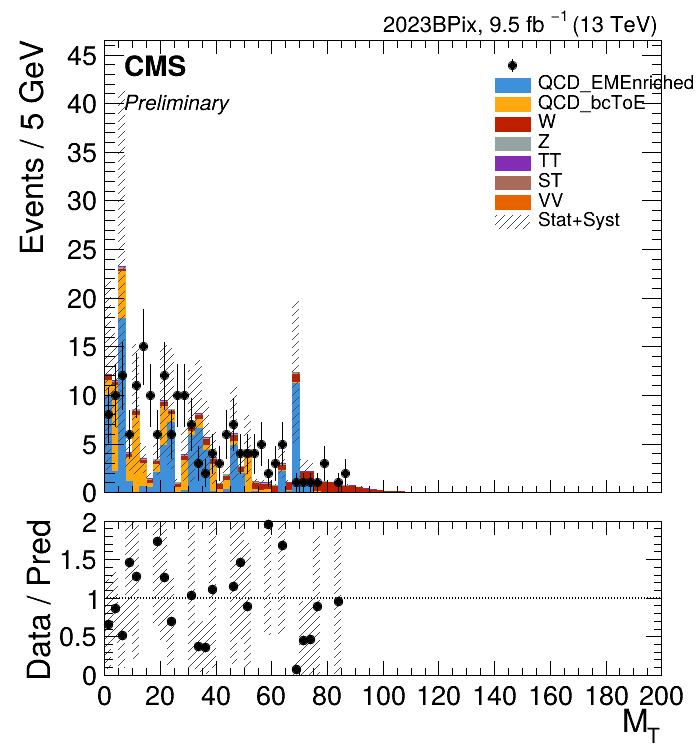 2023BPix, 9.5 fb⁻¹ (13 TeV)
CMS
Preliminary
QCD_EMEnriched
QCD_bcToE
W
Z
TT
ST
VV
Stat+Syst
Events / 5 GeV
45
40
35
30
25
20
15
10
5
0
Data / Pred
2
1.5
1
0.5
0
0 20 40 60 80 100 120 140 160 180 200
M_T